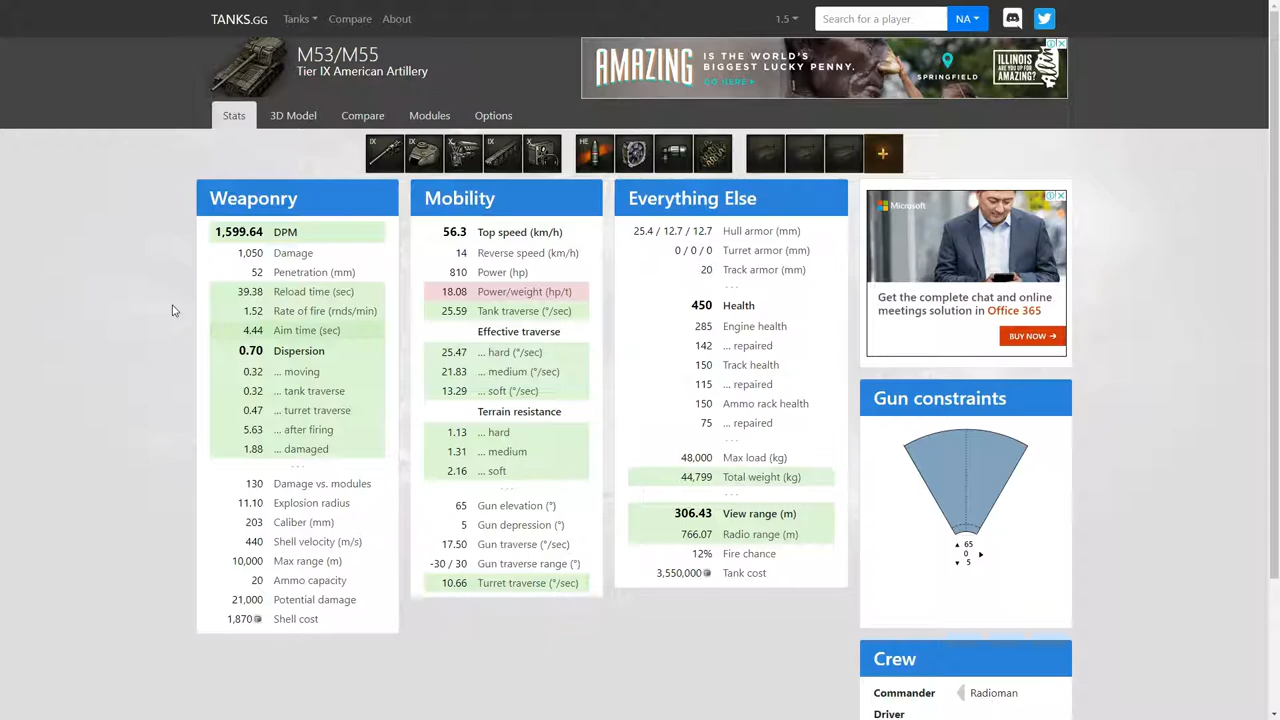 TANKS.GG Tanks Compare About 1.5 Search for a player NA
M53/M55
Tier IX American Artillery
AMAZING IS THE WORLD'S BIGGEST LUCKY PENNY.
GO HERE
SPRINGFIELD
ILLINOIS
ARE YOU UP FOR
AMAZING?
Stats 3D Model Compare Modules Options
IX IX X IX X HE
Weaponry
1,599.64 DPM
1,050 Damage
52 Penetration (mm)
39.38 Reload time (sec)
1.52 Rate of fire (rnds/min)
4.44 Aim time (sec)
0.70 Dispersion
0.32 ... moving
0.32 ... tank traverse
0.47 ... turret traverse
5.63 ... after firing
1.88 ... damaged
...
130 Damage vs. modules
11.10 Explosion radius
203 Caliber (mm)
440 Shell velocity (m/s)
10,000 Max range (m)
20 Ammo capacity
21,000 Potential damage
1,870 Shell cost
Mobility
56.3 Top speed (km/h)
14 Reverse speed (km/h)
810 Power (hp)
18.08 Power/weight (hp/t)
25.59 Tank traverse (°/sec)
Effective traverse
25.47 ... hard (°/sec)
21.83 ... medium (°/sec)
13.29 ... soft (°/sec)
Terrain resistance
1.13 ... hard
1.31 ... medium
2.16 ... soft
...
65 Gun elevation (°)
5 Gun depression (°)
17.50 Gun traverse (°/sec)
-30 / 30 Gun traverse range (°)
10.66 Turret traverse (°/sec)
Everything Else
25.4 / 12.7 / 12.7 Hull armor (mm)
0 / 0 / 0 Turret armor (mm)
20 Track armor (mm)
...
450 Health
285 Engine health
142 ... repaired
150 Track health
115 ... repaired
150 Ammo rack health
75 ... repaired
...
48,000 Max load (kg)
44,799 Total weight (kg)
...
306.43 View range (m)
766.07 Radio range (m)
12% Fire chance
3,550,000 Tank cost
Microsoft
Get the complete chat and online
meetings solution in Office 365
BUY NOW →
Gun constraints
65
0
5
Crew
Commander Radioman
Driver